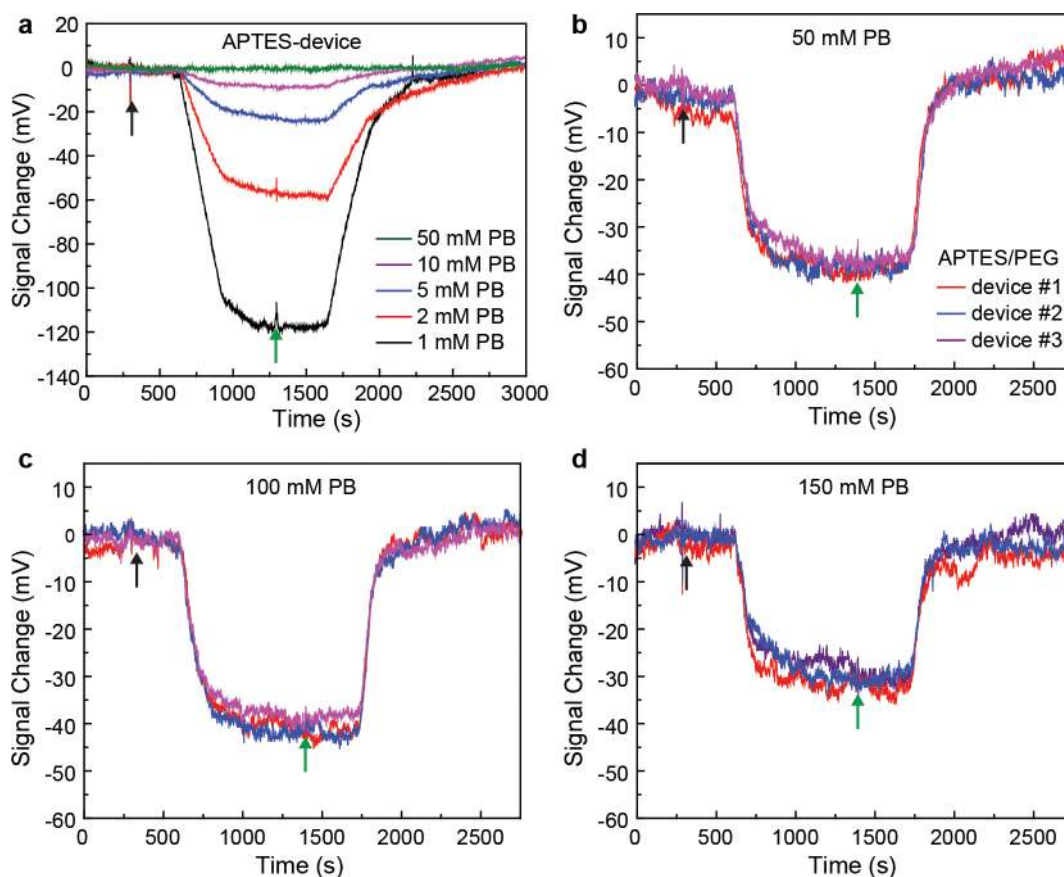 a
APTES-device
20
0
-20
-40
-60
-80
-100
-120
-140
Signal Change (mV)
50 mM PB
10 mM PB
5 mM PB
2 mM PB
1 mM PB
0 500 1000 1500 2000 2500 3000
Time (s)
b
50 mM PB
10
0
-10
-20
-30
-40
-50
-60
Signal Change (mV)
APTES/PEG
device #1
device #2
device #3
0 500 1000 1500 2000 2500
Time (s)
c
100 mM PB
10
0
-10
-20
-30
-40
-50
-60
Signal Change (mV)
0 500 1000 1500 2000 2500
Time (s)
d
150 mM PB
10
0
-10
-20
-30
-40
-50
-60
Signal Change (mV)
0 500 1000 1500 2000 2500
Time (s)